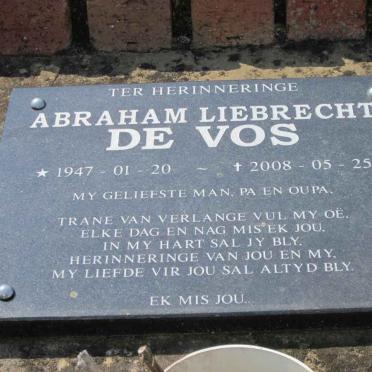 TER HERINNERINGE
ABRAHAM LIEBRECHT
DE VOS
★ 1947 - 01 - 20 ~ ✝ 2008 - 05 - 25
MY GELIEFSTE MAN, PA EN OUPA,
TRANE VAN VERLANGE VUL MY OË,
ELKE DAG EN NAG MIS EK JOU,
IN MY HART SAL JY BLY,
HERINNERINGE VAN JOU EN MY,
MY LIEFDE VIR JOU SAL ALTYD BLY.
EK MIS JOU..